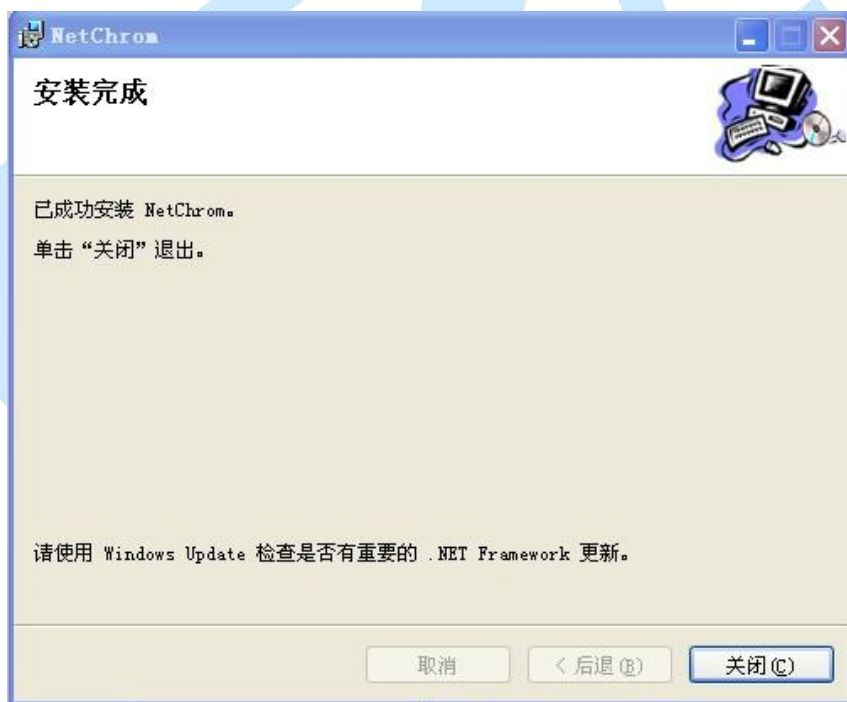 NetChrom
安装完成
已成功安装 NetChrom。
单击“关闭”退出。
请使用 Windows Update 检查是否有重要的 .NET Framework 更新。
取消
< 后退(B)
关闭(C)